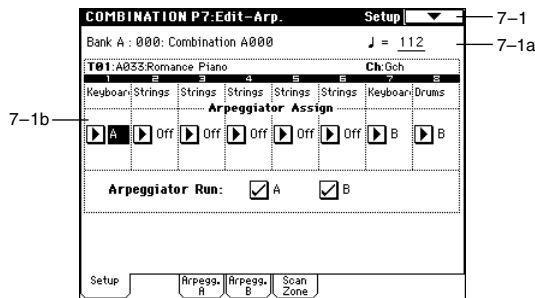 COMBINATION P7:Edit-Arp. Setup 7-1
Bank A : 000: Combination A000 ♩ = 112 7-1a
T01:A033:Romance Piano Ch:Gch
1 2 3 4 5 6 7 8
Keyboar Strings Strings Strings Strings Strings Keyboar Drums
Arpeggiator Assign
7-1b
A Off Off Off Off Off B B
Arpeggiator Run: A B
Setup Arpegg. A Arpegg. B Scan Zone